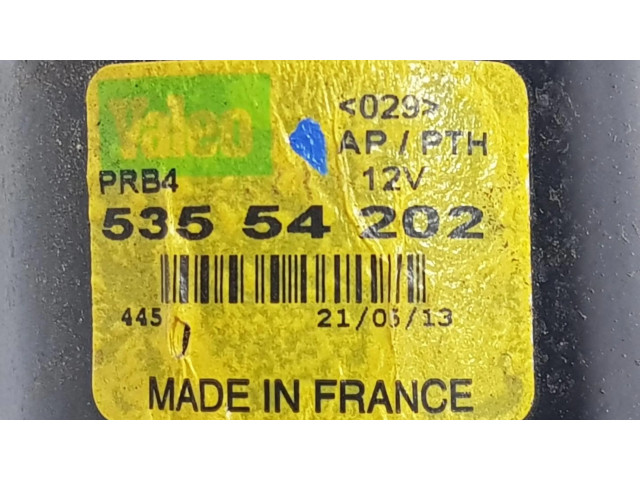 Valeo
<029>
AP / PTH
PRB4
12V
535 54 202
445
21/05/13
MADE IN FRANCE